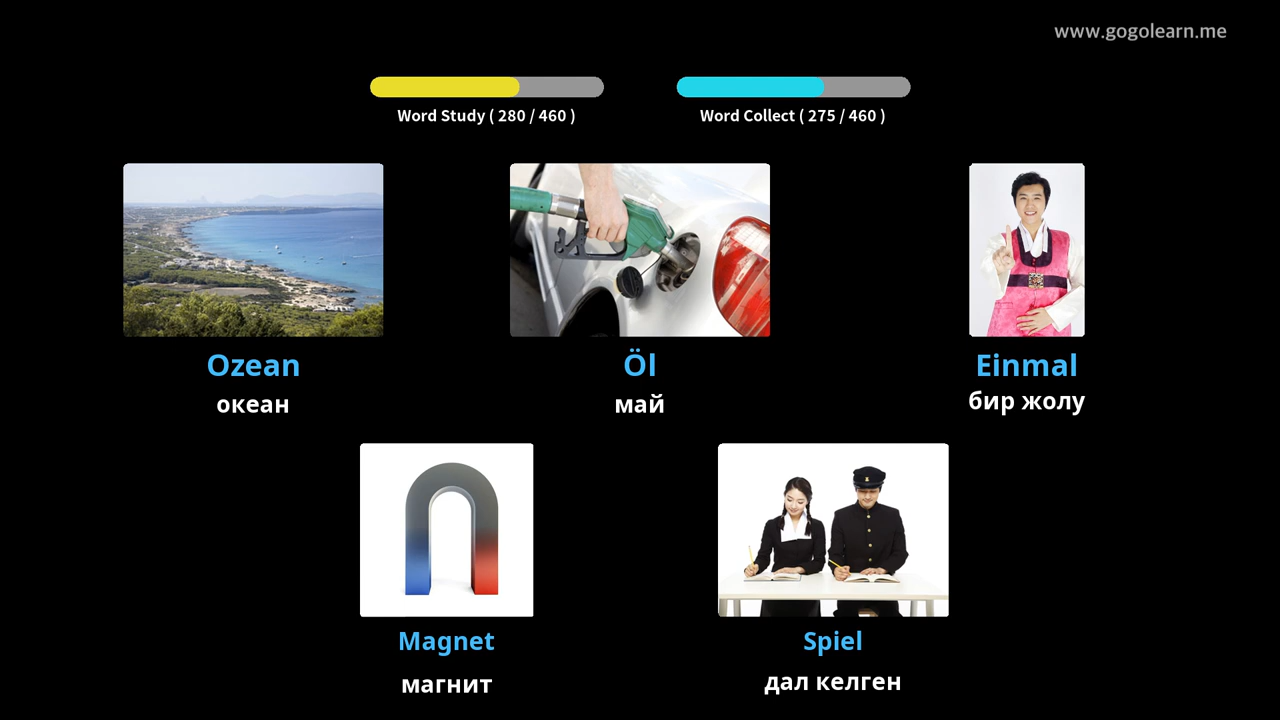 www.gogolearn.me
Word Study ( 280 / 460 )
Word Collect ( 275 / 460 )
Ozean
океан
Öl
май
Einmal
бир жолу
Magnet
магнит
Spiel
дал келген